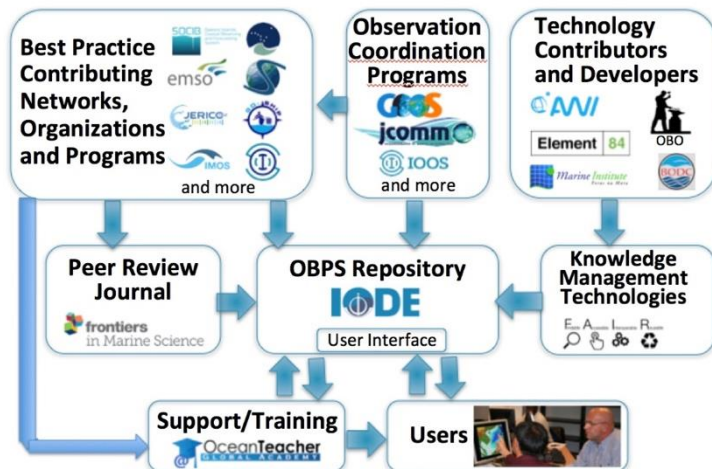 Best Practice
Contributing
Networks,
Organizations
and Programs
SOCIB
emso
JERICO
IMOS
and more
Observation
Coordination
Programs
GOOS
jcomm
IOOS
and more
Technology
Contributors
and Developers
AWI
OBO
Element 84
Marine Institute
BODC
Peer Review
Journal
frontiers
in Marine Science
OBPS Repository
IODE
User Interface
Knowledge
Management
Technologies
F A I R
Support/Training
OceanTeacher
GLOBAL ACADEMY
Users